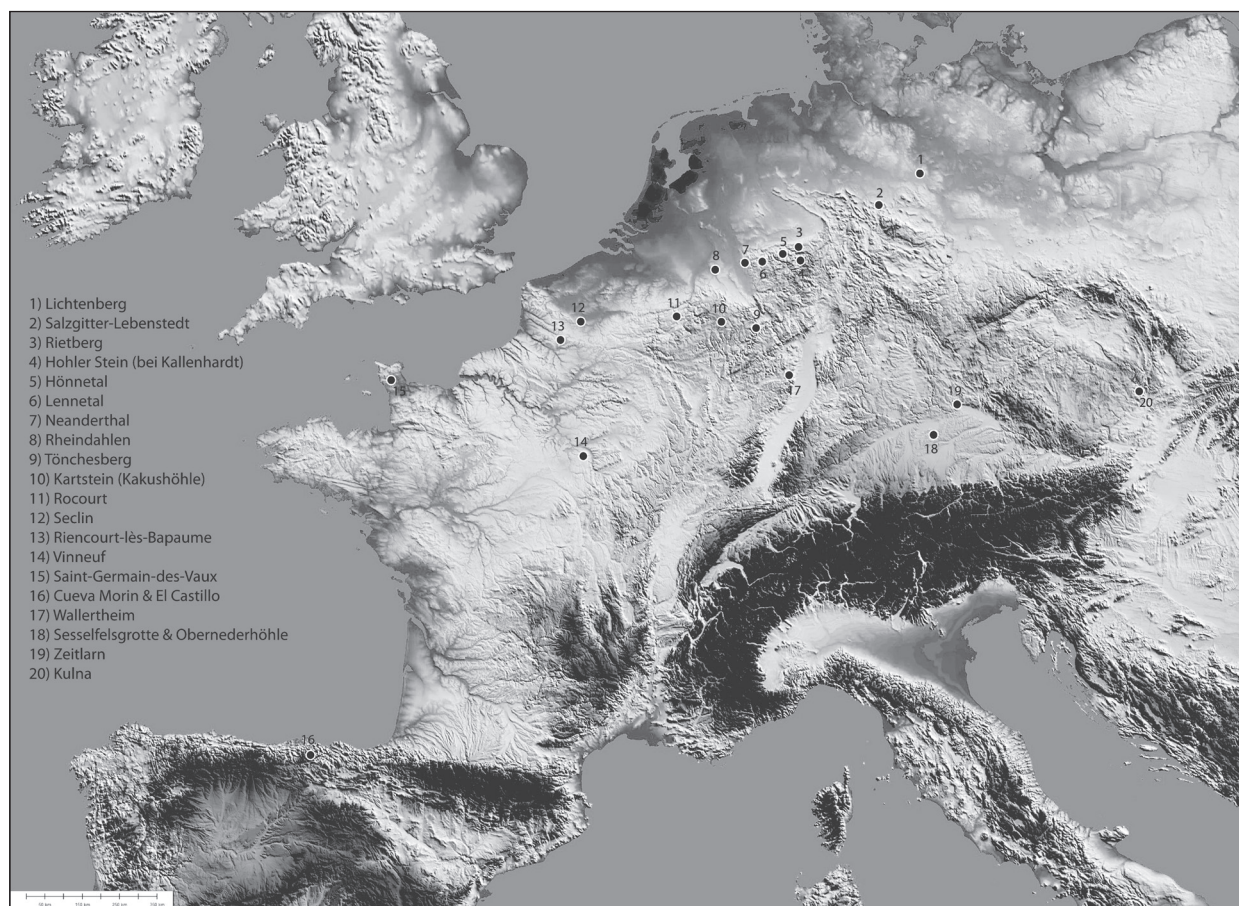 1) Lichtenberg
2) Salzgitter-Lebenstedt
3) Rietberg
4) Hohler Stein (bei Kallenhardt)
5) Hönnetal
6) Lennetal
7) Neanderthal
8) Rheindahlen
9) Tönchesberg
10) Kartstein (Kakushöhle)
11) Rocourt
12) Seclin
13) Riencourt-lès-Bapaume
14) Vinneuf
15) Saint-Germain-des-Vaux
16) Cueva Morin & El Castillo
17) Wallertheim
18) Sesselfelsgrotte & Obernederhöhle
19) Zeitlarn
20) Kulna
1
2
3
5
7
6
8
11
10
9
12
13
15
17
14
19
18
20
16